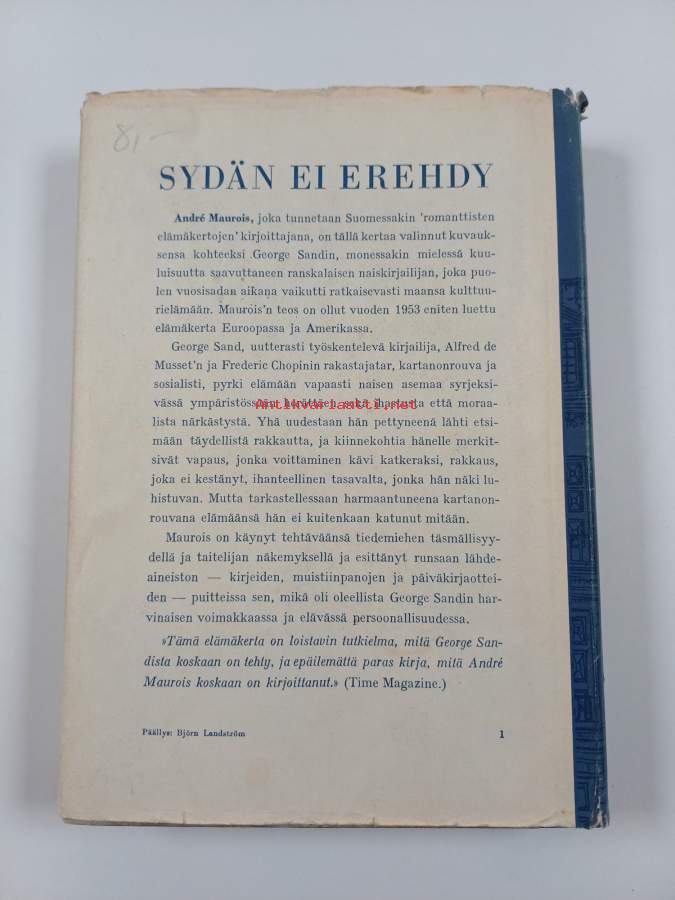 81,—
SYDÄN EI EREHDY
André Maurois, joka tunnetaan Suomessakin 'romanttisten
elämäkertojen' kirjoittajana, on tällä kertaa valinnut kuvauk-
sensa kohteeksi George Sandin, monessakin mielessä kuu-
luisuutta saavuttaneen ranskalaisen naiskirjailijan, joka puo-
len vuosisadan aikana vaikutti ratkaisevasti maansa kulttuu-
rielämään. Maurois'n teos on ollut vuoden 1953 eniten luettu
elämäkerta Euroopassa ja Amerikassa.
George Sand, uutterasti työskentelevä kirjailija, Alfred de
Musset'n ja Frederic Chopinin rakastajatar, kartanonrouva ja
sosialisti, pyrki elämään vapaasti naisen asemaa syrjeksi-
vässä ympäristössään herättäen sekä ihastusta että moraa-
Antikvariaatti.net
lista närkästystä. Yhä uudestaan hän pettyneenä lähti etsi-
mään täydellistä rakkautta, ja kiinnekohtia hänelle merkit-
sivät vapaus, jonka voittaminen kävi katkeraksi, rakkaus,
joka ei kestänyt, ihanteellinen tasavalta, jonka hän näki lu-
histuvan. Mutta tarkastellessaan harmaantuneena kartanon-
rouvana elämäänsä hän ei kuitenkaan katunut mitään.
Maurois on käynyt tehtäväänsä tiedemiehen täsmällisyy-
dellä ja taiteilijan näkemyksellä ja esittänyt runsaan lähde-
aineiston — kirjeiden, muistiinpanojen ja päiväkirjaottei-
den — puitteissa sen, mikä oli oleellista George Sandin har-
vinaisen voimakkaassa ja elävässä persoonallisuudessa.
»Tämä elämäkerta on loistavin tutkielma, mitä George San-
dista koskaan on tehty, ja epäilemättä paras kirja, mitä André
Maurois koskaan on kirjoittanut.» (Time Magazine.)
Päällys: Björn Landström 1